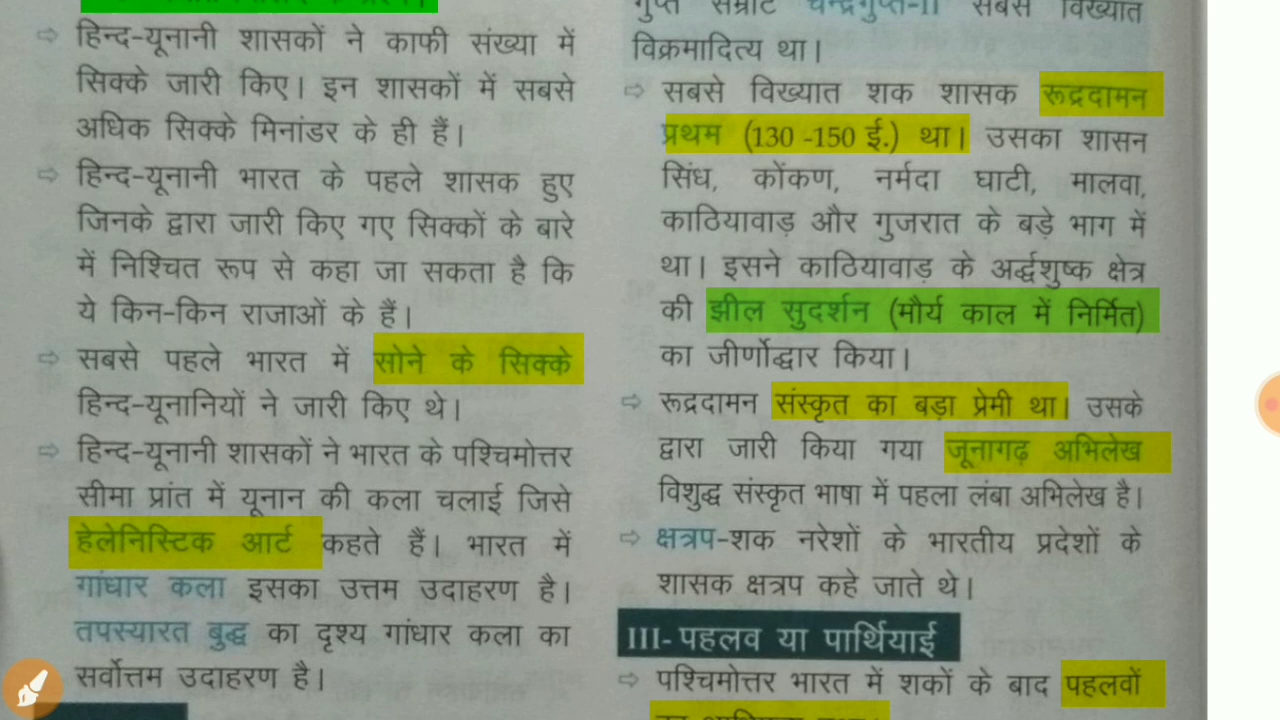 हिन्द-यूनानी शासकों ने काफी संख्या में
सिक्के जारी किए। इन शासकों में सबसे
अधिक सिक्के मिनांडर के ही हैं।
हिन्द-यूनानी भारत के पहले शासक हुए
जिनके द्वारा जारी किए गए सिक्कों के बारे
में निश्चित रूप से कहा जा सकता है कि
ये किन-किन राजाओं के हैं।
सबसे पहले भारत में सोने के सिक्के
हिन्द-यूनानियों ने जारी किए थे।
हिन्द-यूनानी शासकों ने भारत के पश्चिमोत्तर
सीमा प्रांत में यूनान की कला चलाई जिसे
हेलेनिस्टिक आर्ट कहते हैं। भारत में
गांधार कला इसका उत्तम उदाहरण है।
तपस्यारत बुद्ध का दृश्य गांधार कला का
सर्वोत्तम उदाहरण है।
गुप्त सम्राट चन्द्रगुप्त-II सबसे विख्यात
विक्रमादित्य था।
सबसे विख्यात शक शासक रूद्रदामन
प्रथम (130 -150 ई.) था। उसका शासन
सिंध, कोंकण, नर्मदा घाटी, मालवा,
काठियावाड़ और गुजरात के बड़े भाग में
था। इसने काठियावाड़ के अर्द्धशुष्क क्षेत्र
की झील सुदर्शन (मौर्य काल में निर्मित)
का जीर्णोद्धार किया।
रूद्रदामन संस्कृत का बड़ा प्रेमी था। उसके
द्वारा जारी किया गया जूनागढ़ अभिलेख
विशुद्ध संस्कृत भाषा में पहला लंबा अभिलेख है।
क्षत्रप-शक नरेशों के भारतीय प्रदेशों के
शासक क्षत्रप कहे जाते थे।
III- पहलव या पार्थियाई
पश्चिमोत्तर भारत में शकों के बाद पहलवों